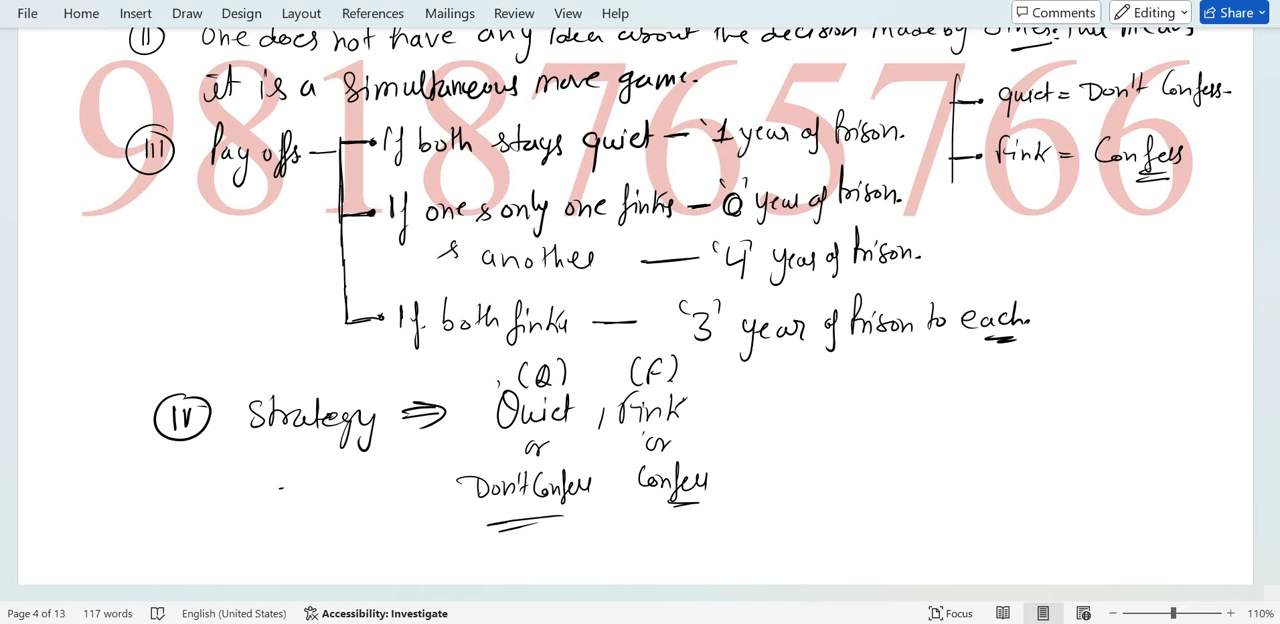 File Home Insert Draw Design Layout References Mailings Review View Help Comments Editing Share
(II) One does not have any Idea about the decision made by
it is a Simultaneous move game.
9818765766
quiet = Don't Confess
Fink = Confess
(III) Pay offs — If both stays quiet — '1 year of Prison.
If one & only one finks — '0' year of Prison.
& another — '4' year of Prison.
If both finks — '3' year of Prison to each.
(Q) (F)
(IV) Strategy ⇒ Quiet, Fink
or or
Don't Confess Confess
Page 4 of 13 117 words English (United States) Accessibility: Investigate Focus 110%